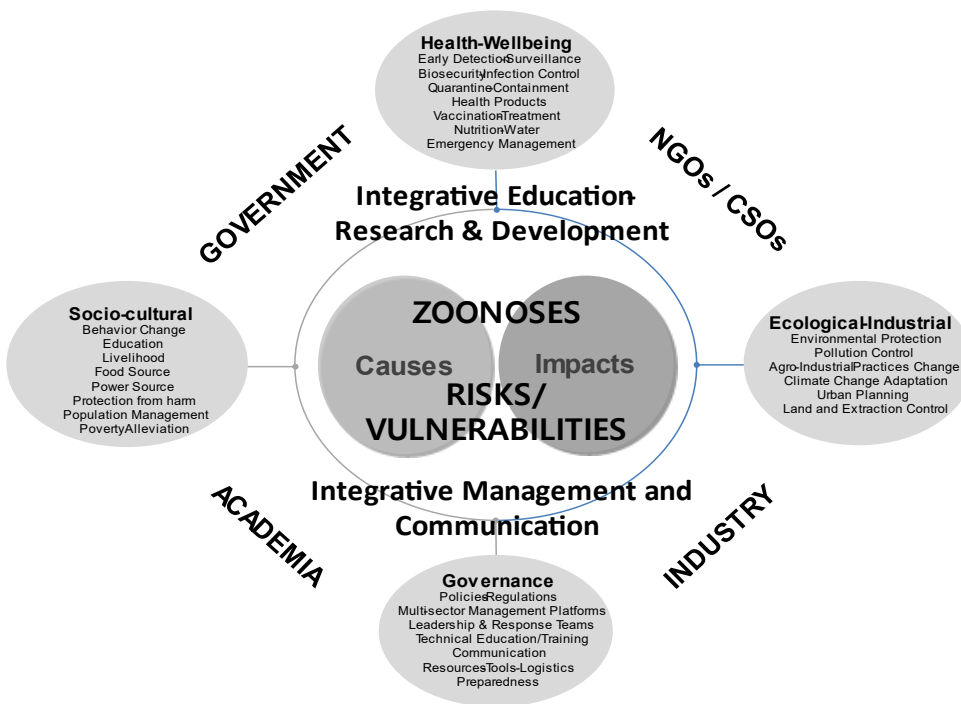 Health-Wellbeing
Early Detection-Surveillance
Biosecurity-Infection Control
Quarantine-Containment
Health Products
Vaccination-Treatment
Nutrition-Water
Emergency Management
GOVERNMENT
NGOs / CSOs
Integrative Education-
Research & Development
Socio-cultural
Behavior Change
Education
Livelihood
Food Source
Power Source
Protection from harm
Population Management
PovertyAlleviation
ZOONOSES
Causes
Impacts
RISKS/
VULNERABILITIES
Ecological-Industrial
Environmental Protection
Pollution Control
Agro-IndustrialPractices Change
Climate Change Adaptation
Urban Planning
Land and Extraction Control
Integrative Management and
Communication
ACADEMIA
INDUSTRY
Governance
Policies-Regulations
Multi-sector Management Platforms
Leadership & Response Teams
Technical Education/Training
Communication
Resources-Tools-Logistics
Preparedness